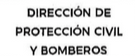 DIRECCIÓN DE
PROTECCIÓN CIVIL
Y BOMBEROS